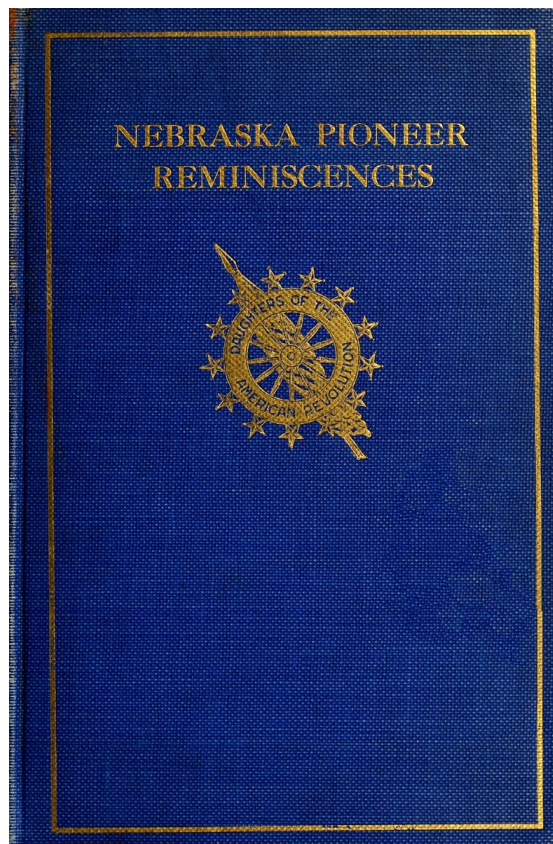 NEBRASKA PIONEER
REMINISCENCES
DAUGHTERS OF THE
AMERICAN REVOLUTION